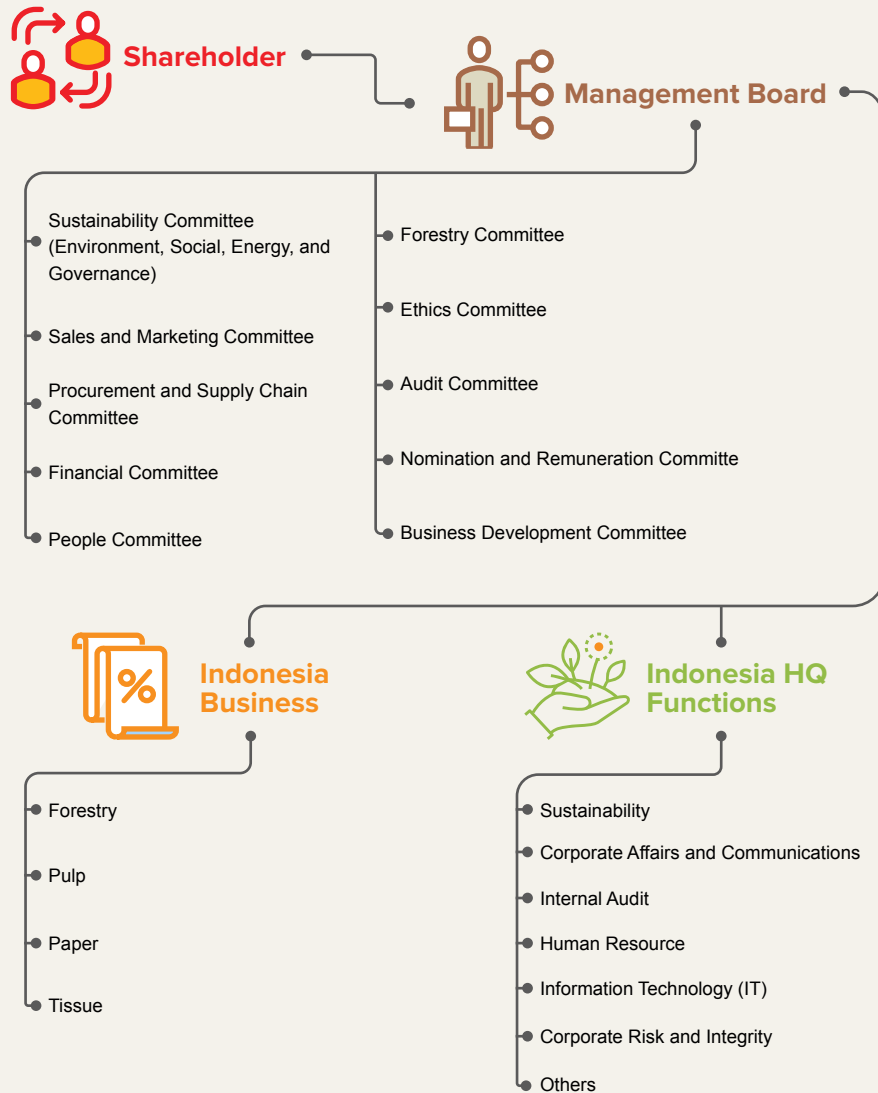 Shareholder
Management Board
Sustainability Committee
(Environment, Social, Energy, and
Governance)
Sales and Marketing Committee
Procurement and Supply Chain
Committee
Financial Committee
People Committee
Forestry Committee
Ethics Committee
Audit Committee
Nomination and Remuneration Committe
Business Development Committee
%
Indonesia
Business
Forestry
Pulp
Paper
Tissue
Indonesia HQ
Functions
Sustainability
Corporate Affairs and Communications
Internal Audit
Human Resource
Information Technology (IT)
Corporate Risk and Integrity
Others